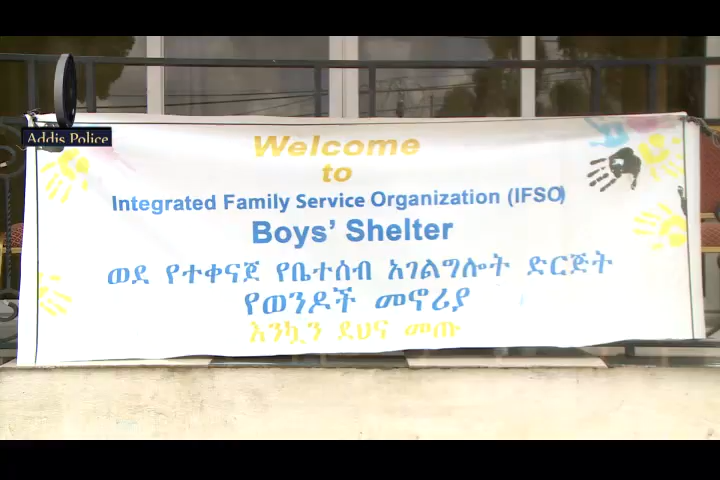 Addis Police
Welcome
to
Integrated Family Service Organization (IFSO)
Boys' Shelter
ወደ የተቀናጀ የቤተሰብ አገልግሎት ድርጅት
የወንዶች መኖሪያ
እንኳን ደህና መጡ